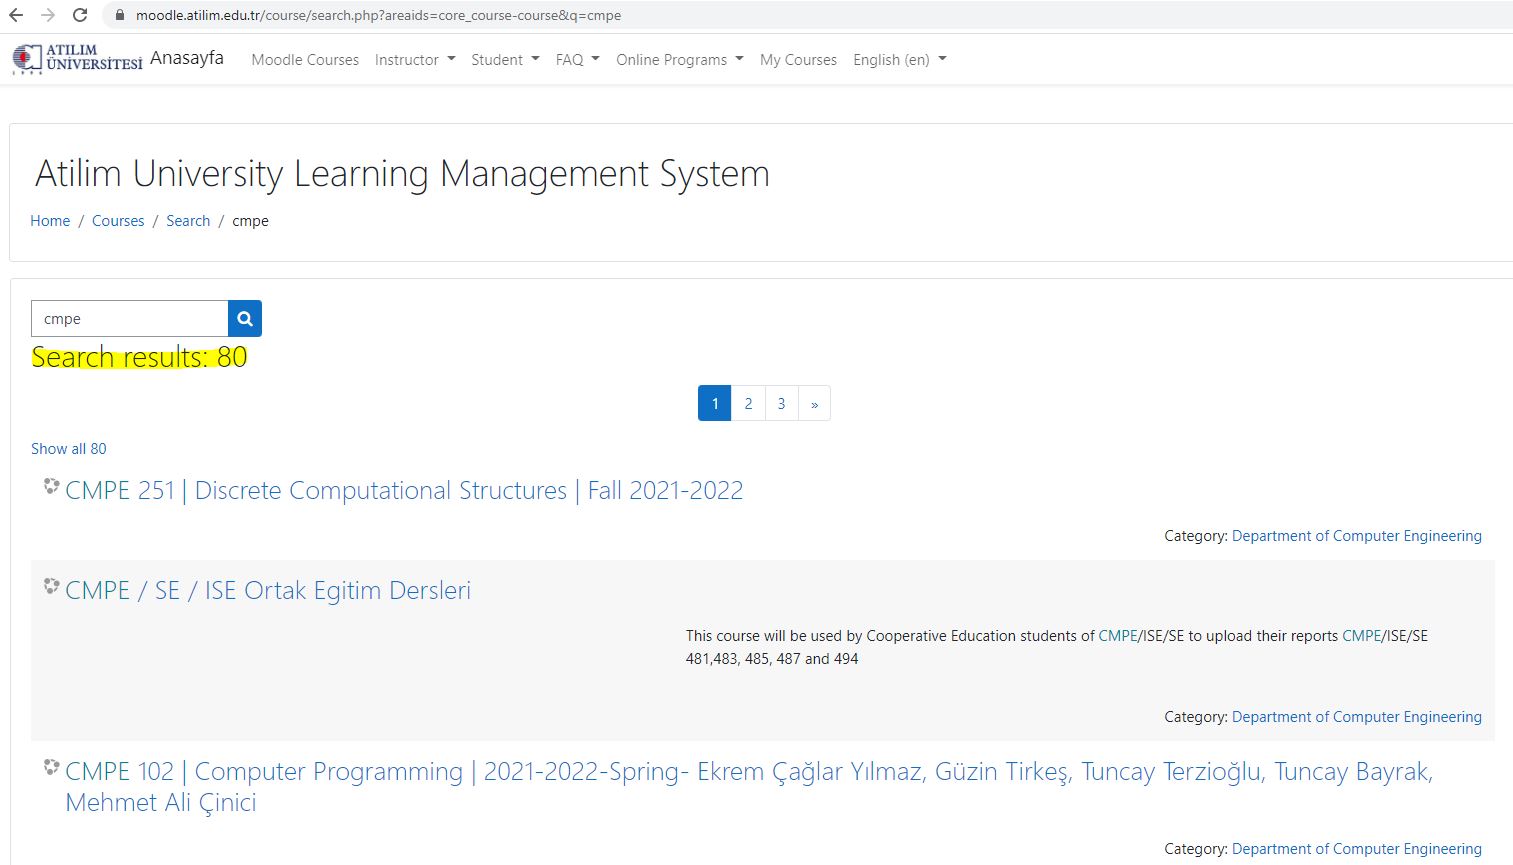 moodle.atilim.edu.tr/course/search.php?areaids=core_course-course&q=cmpe
ATILIM
ÜNİVERSİTESİ
1996
Anasayfa Moodle Courses Instructor Student FAQ Online Programs My Courses English (en)
Atilim University Learning Management System
Home / Courses / Search / cmpe
cmpe
Search results: 80
1 2 3 »
Show all 80
CMPE 251 | Discrete Computational Structures | Fall 2021-2022
Category: Department of Computer Engineering
CMPE / SE / ISE Ortak Egitim Dersleri
This course will be used by Cooperative Education students of CMPE/ISE/SE to upload their reports CMPE/ISE/SE
481,483, 485, 487 and 494
Category: Department of Computer Engineering
CMPE 102 | Computer Programming | 2021-2022-Spring- Ekrem Çağlar Yılmaz, Güzin Tirkeş, Tuncay Terzioğlu, Tuncay Bayrak,
Mehmet Ali Çinici
Category: Department of Computer Engineering